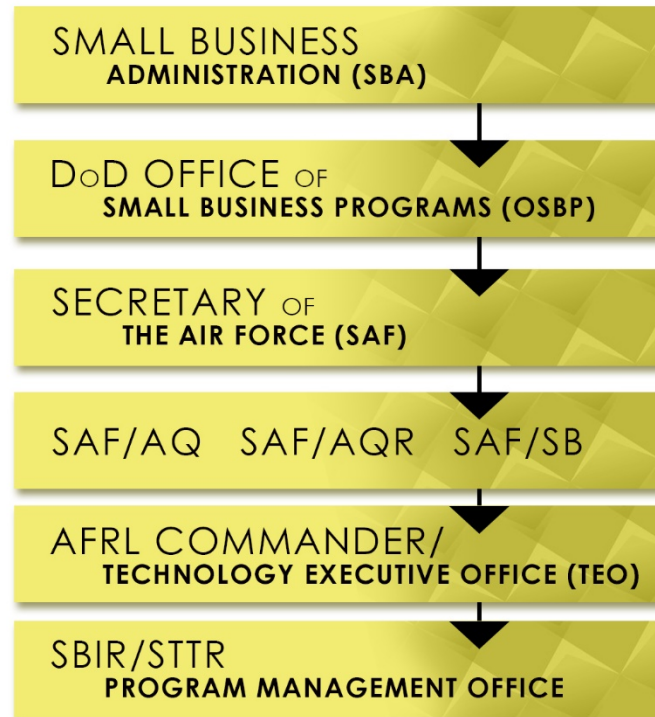 SMALL BUSINESS
ADMINISTRATION (SBA)
DoD OFFICE OF
SMALL BUSINESS PROGRAMS (OSBP)
SECRETARY OF
THE AIR FORCE (SAF)
SAF/AQ SAF/AQR SAF/SB
AFRL COMMANDER/
TECHNOLOGY EXECUTIVE OFFICE (TEO)
SBIR/STTR
PROGRAM MANAGEMENT OFFICE